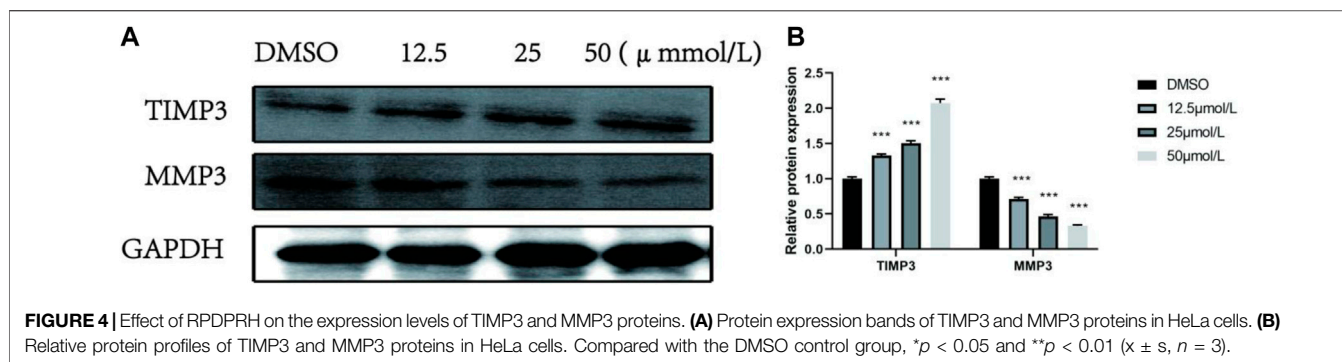 A
DMSO 12.5 25 50 ( μ mmol/L)
TIMP3
MMP3
GAPDH
B
Relative protein expression
2.5
2.0
1.5
1.0
0.5
0.0
*** *** ***
*** *** ***
TIMP3 MMP3
DMSO
12.5μmol/L
25μmol/L
50μmol/L
FIGURE 4 | Effect of RPDPRH on the expression levels of TIMP3 and MMP3 proteins. (A) Protein expression bands of TIMP3 and MMP3 proteins in HeLa cells. (B)
Relative protein profiles of TIMP3 and MMP3 proteins in HeLa cells. Compared with the DMSO control group, *p < 0.05 and **p < 0.01 (x ± s, n = 3).